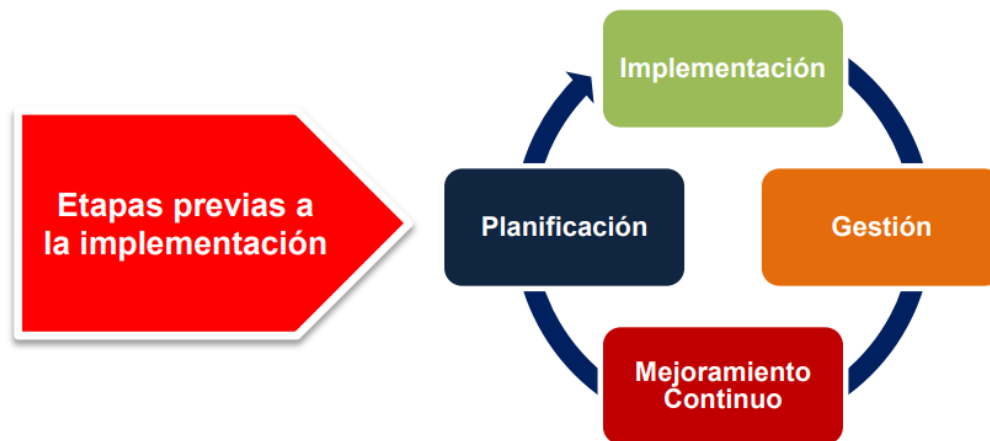 Etapas previas a
la implementación
Implementación
Planificación
Gestión
Mejoramiento
Continuo